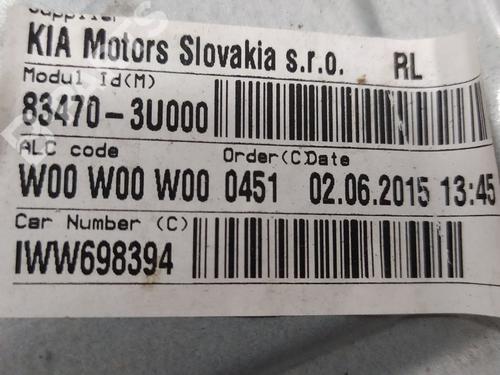 Supplier
KIA Motors Slovakia s.r.o. RL
Modul Id(M)
83470-3U000
ALC code Order(C)Date
W00 W00 W00 0451 02.06.2015 13:45
Car Number (C)
IWW698394